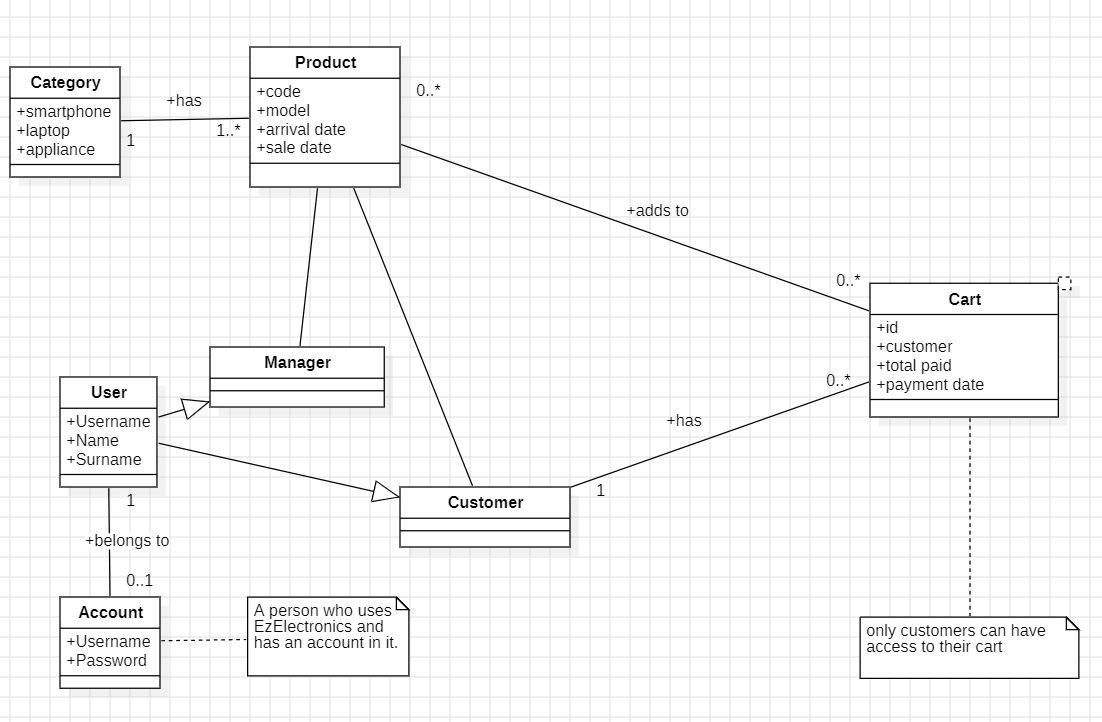 Product
+code
+model
+arrival date
+sale date
0..*
Category
+smartphone
+laptop
+appliance
+has
1
1..*
+adds to
0..*
Cart
+id
+customer
+total paid
+payment date
Manager
User
+Username
+Name
+Surname
0..*
+has
1
Customer
1
+belongs to
0..1
Account
+Username
+Password
A person who uses
EzElectronics and
has an account in it.
only customers can have
access to their cart